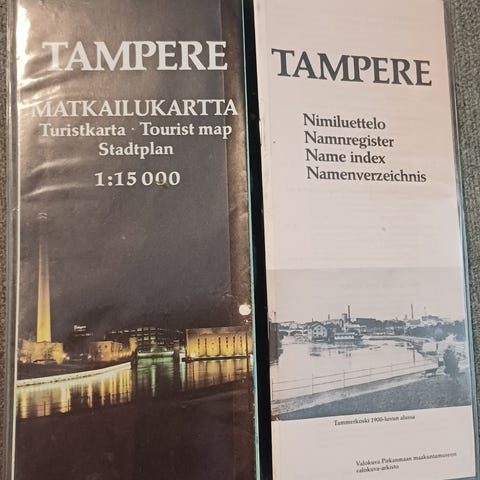 TAMPERE
MATKAILUKARTTA
Turistkarta · Tourist map
Stadtplan
1:15 000
TAMPERE
Nimiluettelo
Namnregister
Name index
Namenverzeichnis
Tammerkoski 1900-luvun alussa
Valokuva Pirkanmaan maakuntamuseon
valokuva-arkisto